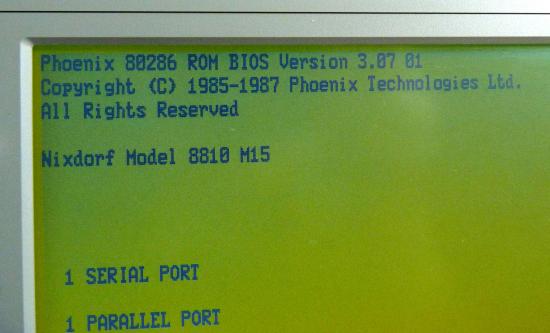 Phoenix 80286 ROM BIOS Version 3.07 01
Copyright (C) 1985-1987 Phoenix Technologies Ltd.
All Rights Reserved
Nixdorf Model 8810 M15
1 SERIAL PORT
1 PARALLEL PORT